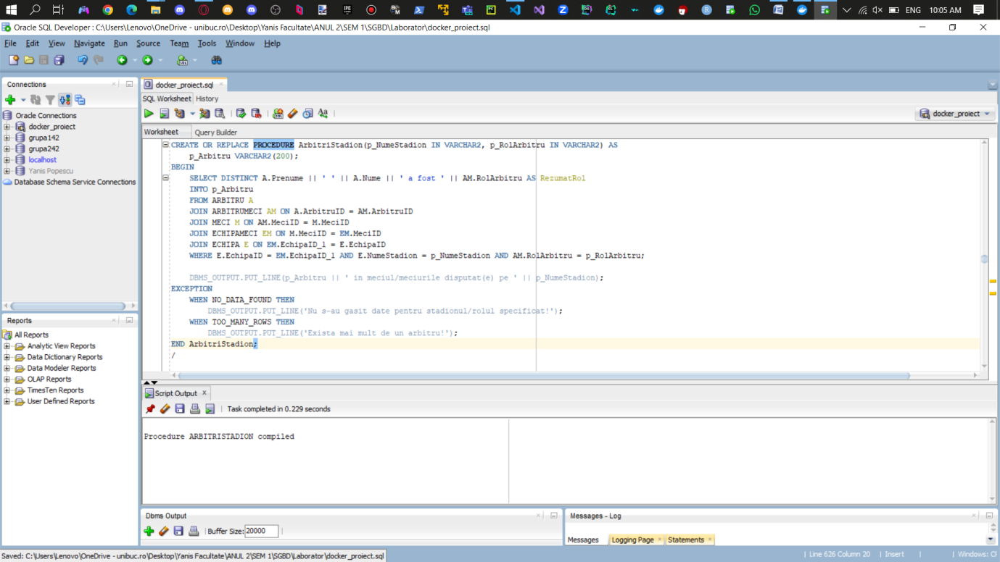 ENG 10:05 AM
Oracle SQL Developer : C:\Users\Lenovo\OneDrive - unibuc.ro\Desktop\Yanis Facultate\ANUL 2\SEM 1\SGBD\Laborator\docker_proiect.sql
File Edit View Navigate Run Source Team Tools Window Help
Connections
Oracle Connections
docker_proiect
grupa142
grupa242
localhost
Yanis Popescu
Database Schema Service Connections
Reports
All Reports
Analytic View Reports
Data Dictionary Reports
Data Modeler Reports
OLAP Reports
TimesTen Reports
User Defined Reports
docker_proiect.sql
SQL Worksheet History
docker_proiect
Worksheet Query Builder
CREATE OR REPLACE PROCEDURE ArbitriStadion(p_NumeStadion IN VARCHAR2, p_RolArbitru IN VARCHAR2) AS
p_Arbitru VARCHAR2(200);
BEGIN
SELECT DISTINCT A.Prenume || ' ' || A.Nume || ' a fost ' || AM.RolArbitru AS RezumatRol
INTO p_Arbitru
FROM ARBITRU A
JOIN ARBITRUMECI AM ON A.ArbitruID = AM.ArbitruID
JOIN MECI M ON AM.MeciID = M.MeciID
JOIN ECHIPAMECI EM ON M.MeciID = EM.MeciID
JOIN ECHIPA E ON EM.EchipaID_1 = E.EchipaID
WHERE E.EchipaID = EM.EchipaID_1 AND E.NumeStadion = p_NumeStadion AND AM.RolArbitru = p_RolArbitru;
DBMS_OUTPUT.PUT_LINE(p_Arbitru || ' in meciul/meciurile disputat(e) pe ' || p_NumeStadion);
EXCEPTION
WHEN NO_DATA_FOUND THEN
DBMS_OUTPUT.PUT_LINE('Nu s-au gasit date pentru stadionul/rolul specificat!');
WHEN TOO_MANY_ROWS THEN
DBMS_OUTPUT.PUT_LINE('Exista mai mult de un arbitru!');
END ArbitriStadion;
/
Script Output
Task completed in 0.229 seconds
Procedure ARBITRISTADION compiled
Dbms Output
Buffer Size: 20000
Messages - Log
Messages Logging Page Statements
Saved: C:\Users\Lenovo\OneDrive - unibuc.ro\Desktop\Yanis Facultate\ANUL 2\SEM 1\SGBD\Laborator\docker_proiect.sql
Line 626 Column 20 Insert Windows: